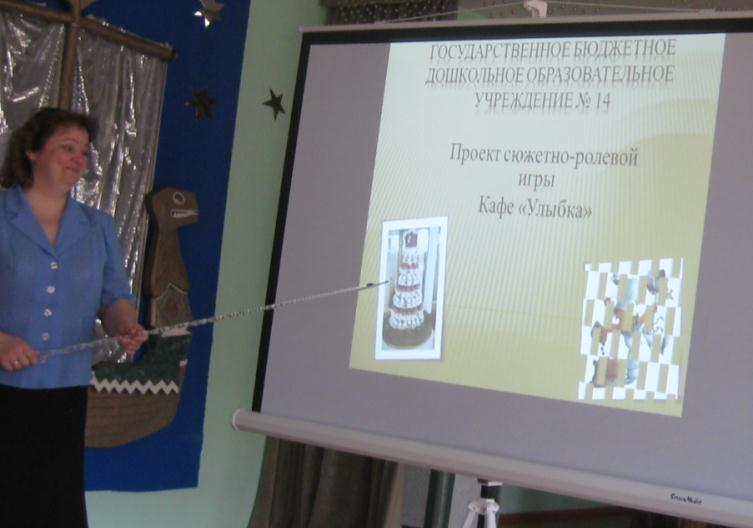 ГОСУДАРСТВЕННОЕ БЮДЖЕТНОЕ
ДОШКОЛЬНОЕ ОБРАЗОВАТЕЛЬНОЕ
УЧРЕЖДЕНИЕ № 14
Проект сюжетно-ролевой
игры
Кафе «Улыбка»